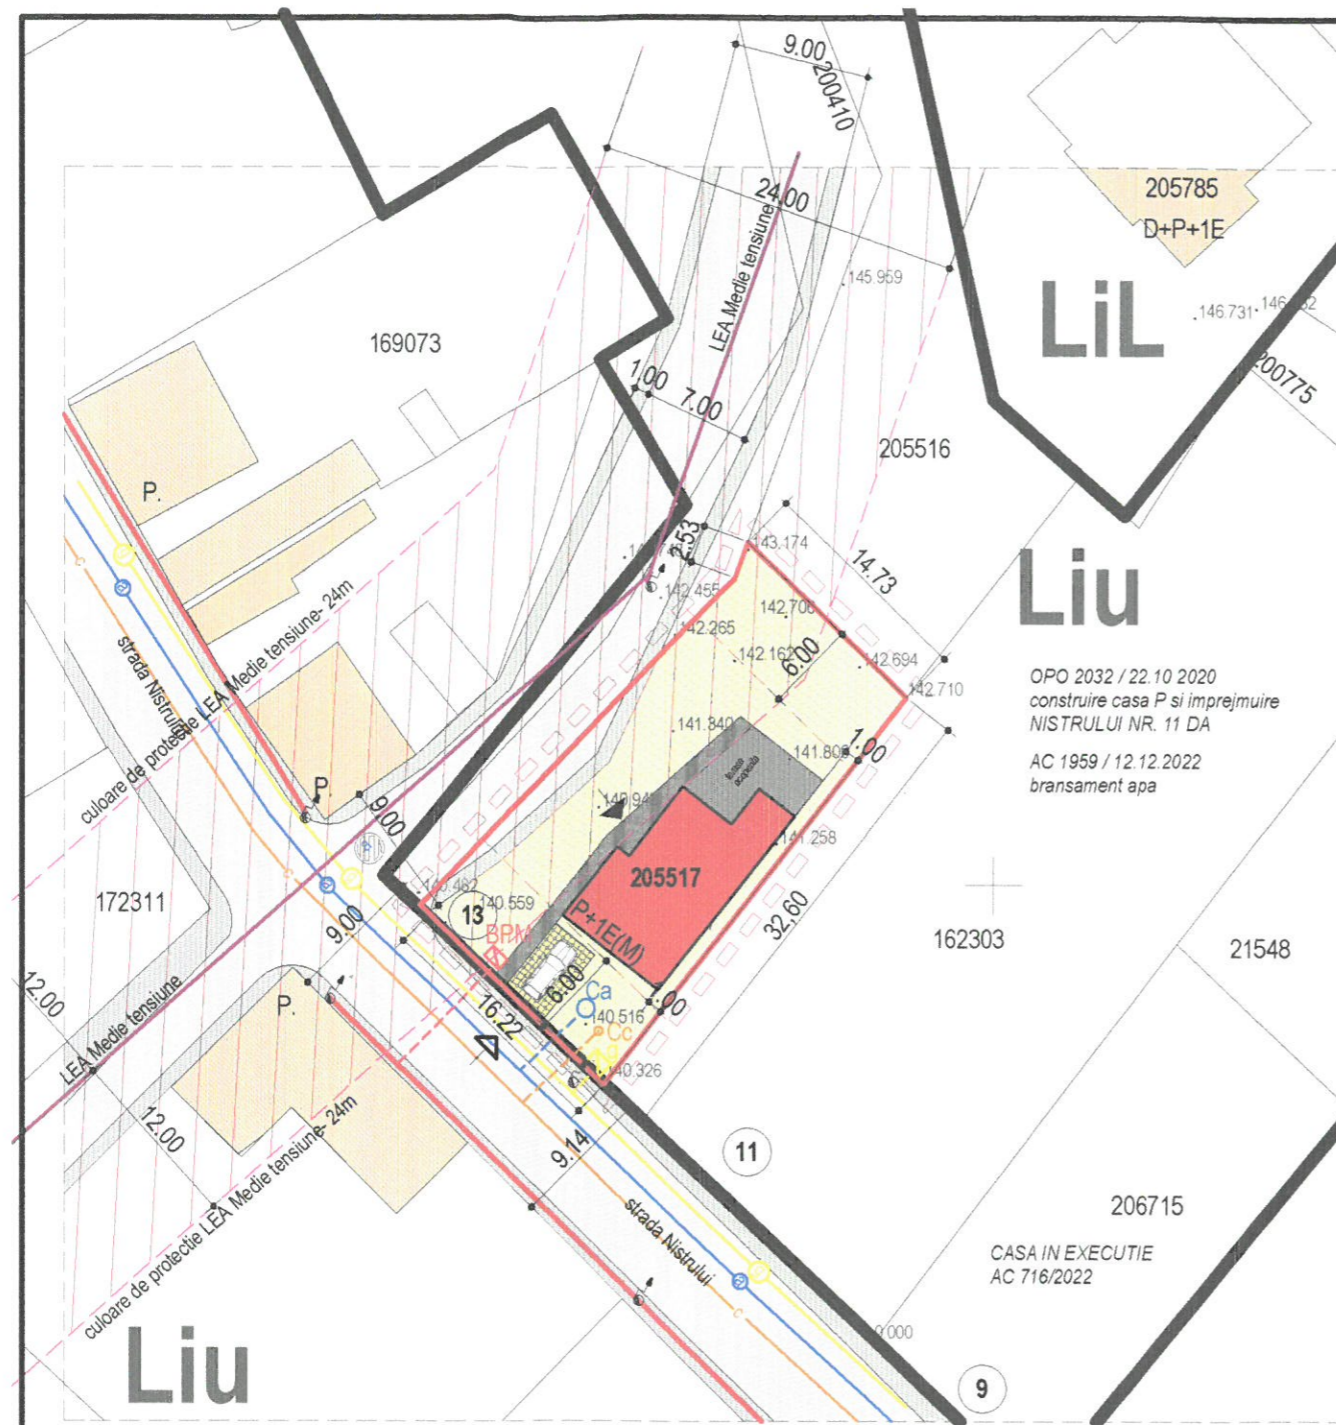 9.00
200410
205785
D+P+1E
24.00
LEA Medie tensiune
145.959
LiL
146.731
169073
200775
1.00
7.00
205516
P.
2.53
143.174
14.73
Liu
142.455
142.706
142.265
142.162
6.00
142.694
142.710
OPO 2032 / 22.10 2020
construire casa P si imprejmuire
NISTRULUI NR. 11 DA
AC 1959 / 12.12.2022
bransament apa
strada Nistrului
culoare de protectie LEA Medie tensiune- 24m
141.840
141.808
1.00
P.
9.00
141.258
205517
172311
140.482
140.559
13
BPM
P+1E(M)
32.60
162303
21548
9.00
12.00
P.
LEA Medie tensiune
16.22
6.00
Ca
140.516
Cc
140.326
12.00
9.14
culoare de protectie LEA Medie tensiune- 24m
11
strada Nistrului
206715
CASA IN EXECUTIE
AC 716/2022
Liu
9